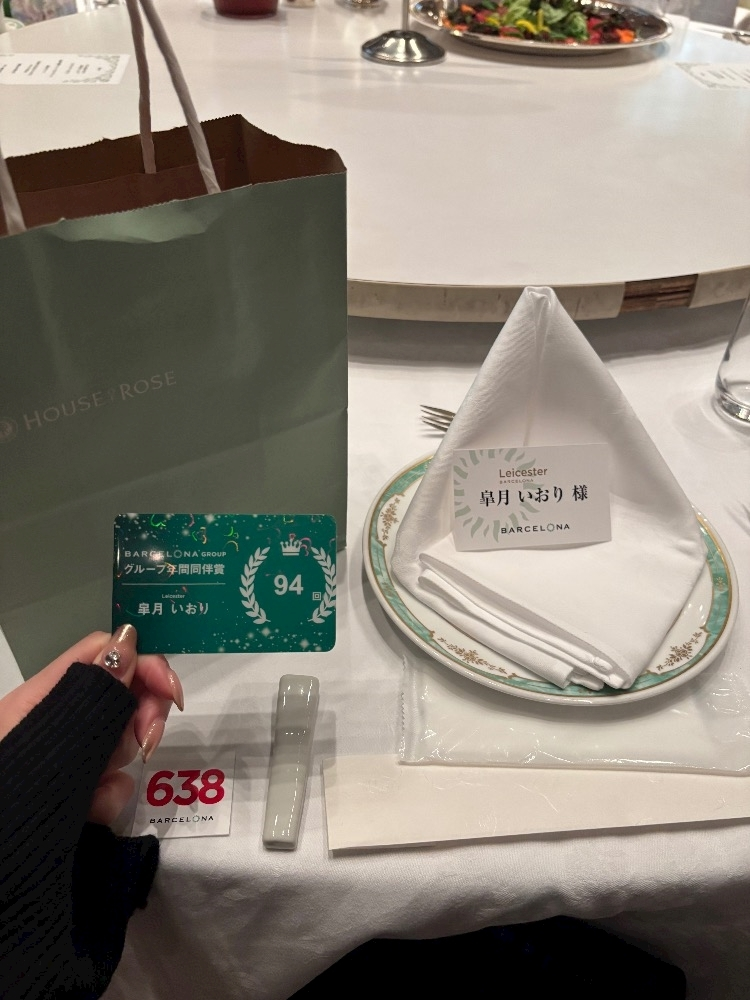 HOUSE OF ROSE
Leicester
BARCELONA
皐月 いおり 様
BARCELONA
BARCELONA GROUP
グループ年間同伴賞
Leicester
皐月 いおり
94
回
638
BARCELONA